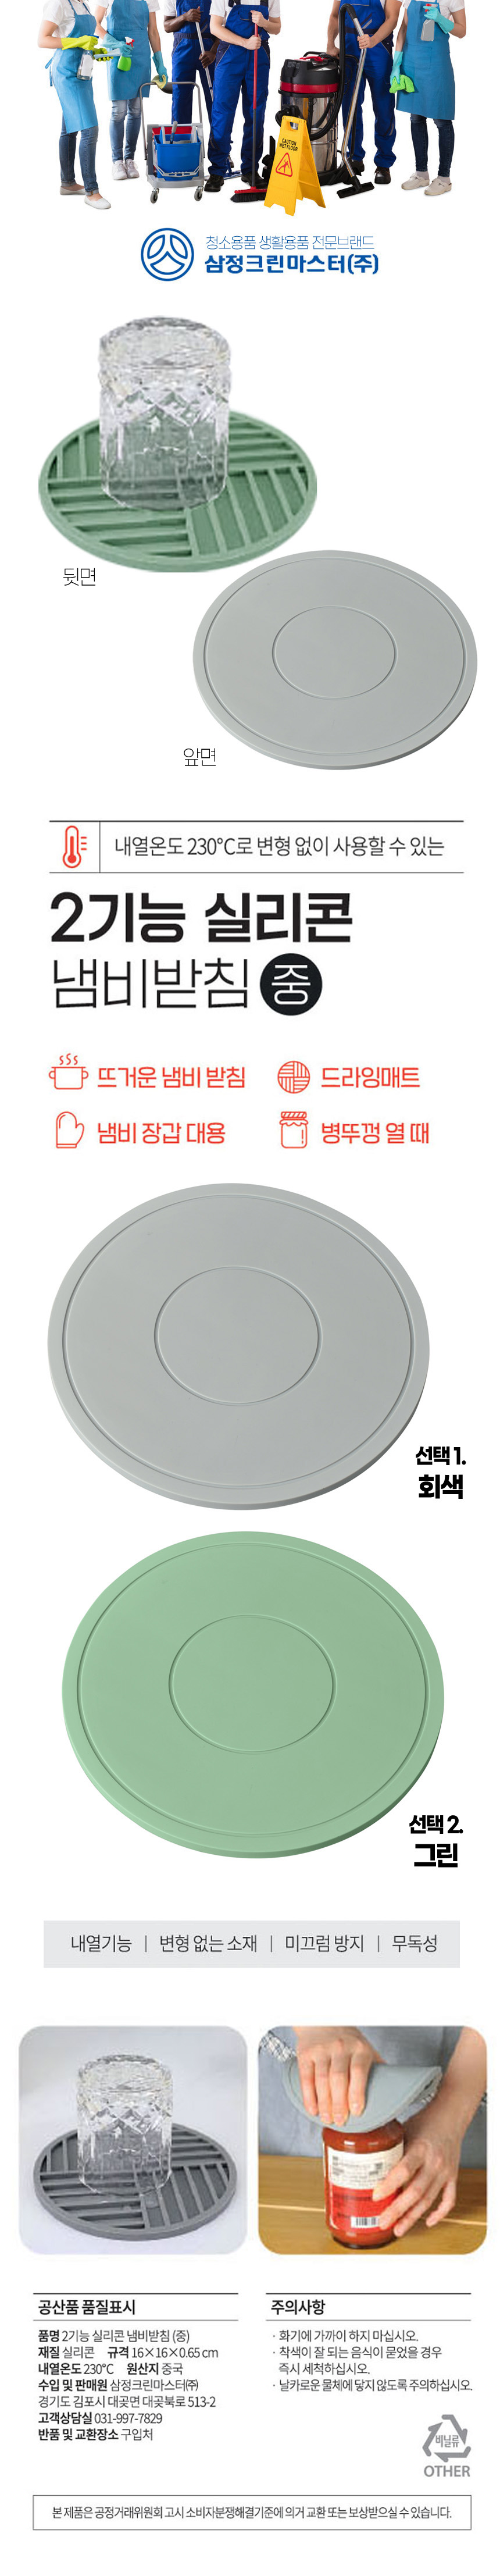 CAUTION
WET FLOOR
청소용품 생활용품 전문브랜드
삼정크린마스터(주)
뒷면
앞면
내열온도 230°C로 변형 없이 사용할 수 있는
2기능 실리콘
냄비받침 중
뜨거운 냄비 받침
드라잉매트
냄비 장갑 대용
병뚜껑 열 때
선택 1.
회색
선택 2.
그린
내열기능 | 변형 없는 소재 | 미끄럼 방지 | 무독성
공산품 품질표시
품명 2기능 실리콘 냄비받침 (중)
재질 실리콘 규격 16×16×0.65 cm
내열온도 230°C 원산지 중국
수입 및 판매원 삼정크린마스터㈜
경기도 김포시 대곶면 대곶북로 513-2
고객상담실 031-997-7829
반품 및 교환장소 구입처
주의사항
· 화기에 가까이 하지 마십시오.
· 착색이 잘 되는 음식이 묻었을 경우
즉시 세척하십시오.
· 날카로운 물체에 닿지 않도록 주의하십시오.
비닐류
OTHER
본 제품은 공정거래위원회 고시 소비자분쟁해결기준에 의거 교환 또는 보상받으실 수 있습니다.